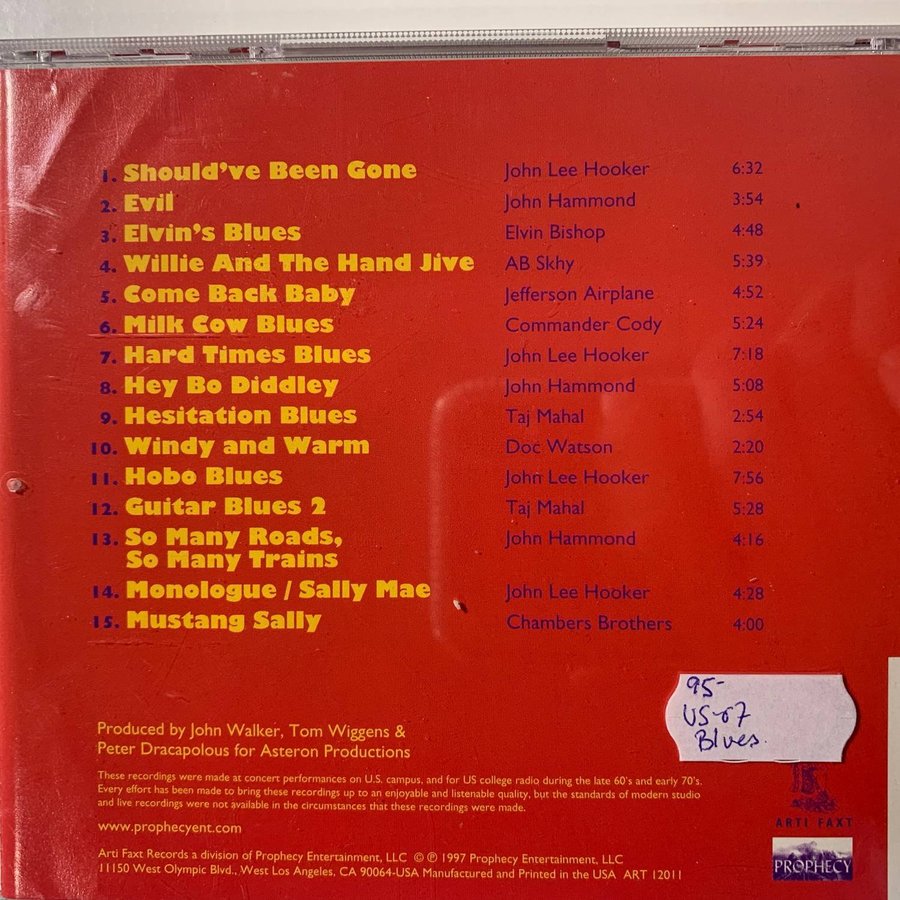 1. Should've Been Gone John Lee Hooker 6:32
2. Evil John Hammond 3:54
3. Elvin's Blues Elvin Bishop 4:48
4. Willie And The Hand Jive AB Skhy 5:39
5. Come Back Baby Jefferson Airplane 4:52
6. Milk Cow Blues Commander Cody 5:24
7. Hard Times Blues John Lee Hooker 7:18
8. Hey Bo Diddley John Hammond 5:08
9. Hesitation Blues Taj Mahal 2:54
10. Windy and Warm Doc Watson 2:20
11. Hobo Blues John Lee Hooker 7:56
12. Guitar Blues 2 Taj Mahal 5:28
13. So Many Roads, John Hammond 4:16
So Many Trains
14. Monologue / Sally Mae John Lee Hooker 4:28
15. Mustang Sally Chambers Brothers 4:00
95-
US-67
Blues.
Produced by John Walker, Tom Wiggens &
Peter Dracapolous for Asteron Productions
These recordings were made at concert performances on U.S. campus, and for US college radio during the late 60's and early 70's.
Every effort has been made to bring these recordings up to an enjoyable and listenable quality, but the standards of modern studio
and live recordings were not available in the circumstances that these recordings were made.
www.prophecyent.com
Arti Faxt Records a division of Prophecy Entertainment, LLC © ℗ 1997 Prophecy Entertainment, LLC
11150 West Olympic Blvd., West Los Angeles, CA 90064-USA Manufactured and Printed in the USA ART 12011
ARTI FAXT
PROPHECY